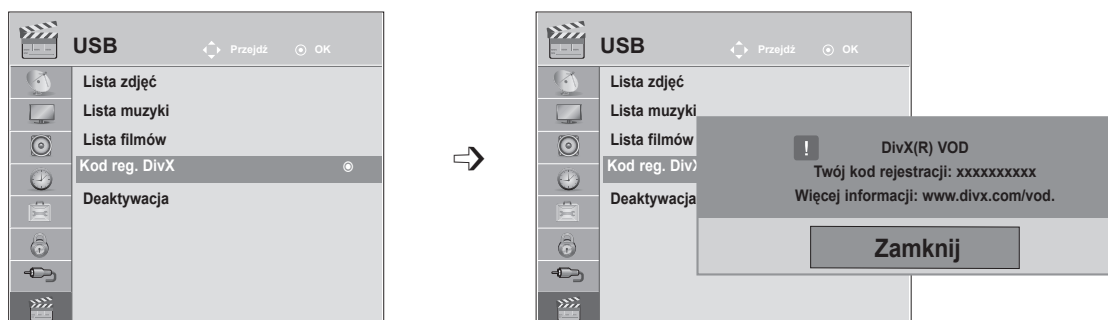 USB
Przejdź OK
Lista zdjęć
Lista muzyki
Lista filmów
Kod reg. DivX
Deaktywacja
USB
Przejdź OK
Lista zdjęć
Lista muzyki
Lista filmów
Kod reg. DivX
Deaktywacja
! DivX(R) VOD
Twój kod rejestracji: xxxxxxxxxx
Więcej informacji: www.divx.com/vod.
Zamknij